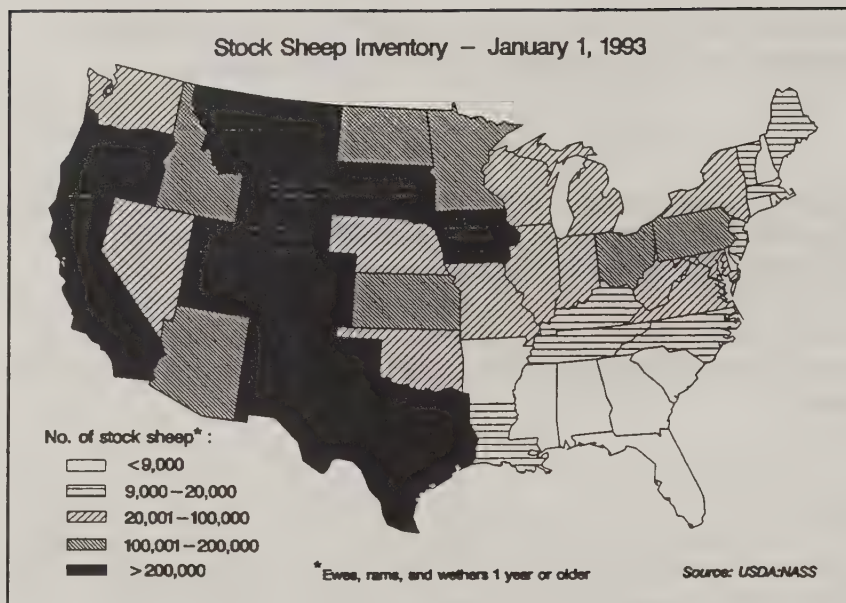 Stock Sheep Inventory – January 1, 1993
No. of stock sheep* :
<9,000
9,000–20,000
20,001–100,000
100,001–200,000
>200,000
*Ewes, rams, and wethers 1 year or older
Source: USDA:NASS